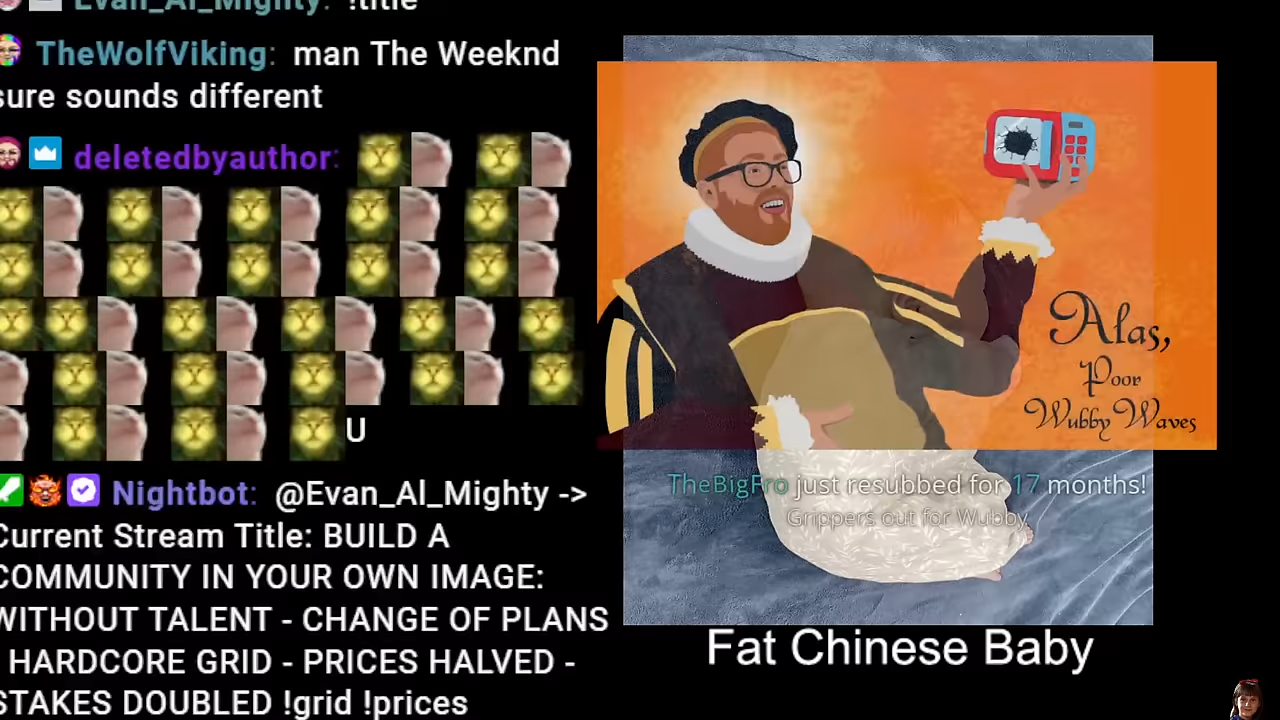 Evan_Al_Mighty: !title
TheWolfViking: man The Weeknd
sure sounds different
deletedbyauthor:
U
Nightbot: @Evan_Al_Mighty ->
Current Stream Title: BUILD A
COMMUNITY IN YOUR OWN IMAGE:
WITHOUT TALENT - CHANGE OF PLANS
HARDCORE GRID - PRICES HALVED -
STAKES DOUBLED !grid !prices
Alas,
Poor
Wubby Waves
TheBigFro just resubbed for 17 months!
Grippers out for Wubby
Fat Chinese Baby